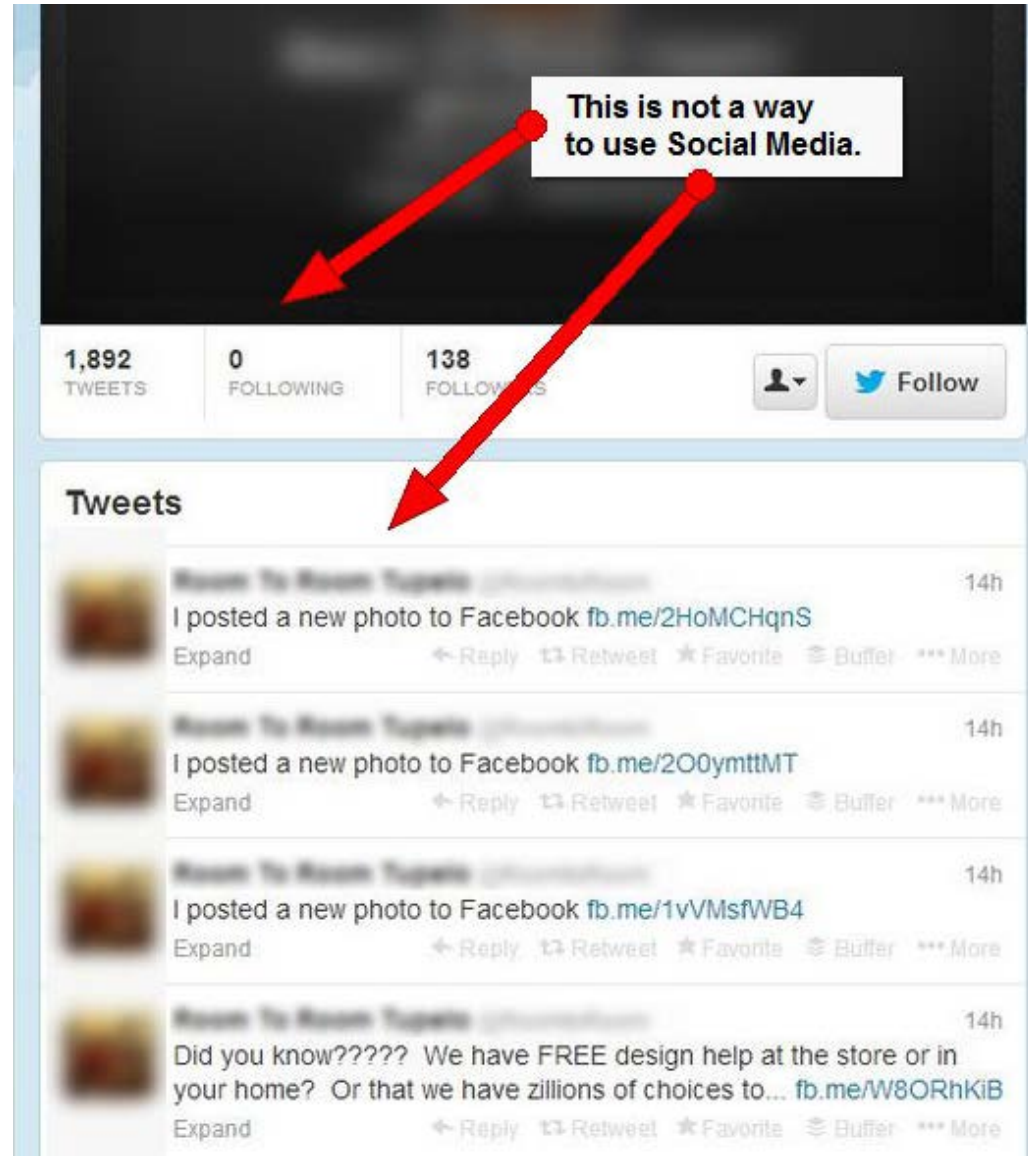 This is not a way
to use Social Media.
1,892
TWEETS
0
FOLLOWING
138
FOLLOWERS
Follow
Tweets
14h
I posted a new photo to Facebook fb.me/2HoMCHqnS
Expand Reply Retweet Favorite Buffer More
14h
I posted a new photo to Facebook fb.me/2O0ymttMT
Expand Reply Retweet Favorite Buffer More
14h
I posted a new photo to Facebook fb.me/1vVMsfWB4
Expand Reply Retweet Favorite Buffer More
14h
Did you know????? We have FREE design help at the store or in
your home? Or that we have zillions of choices to... fb.me/W8ORhKiB
Expand Reply Retweet Favorite Buffer More